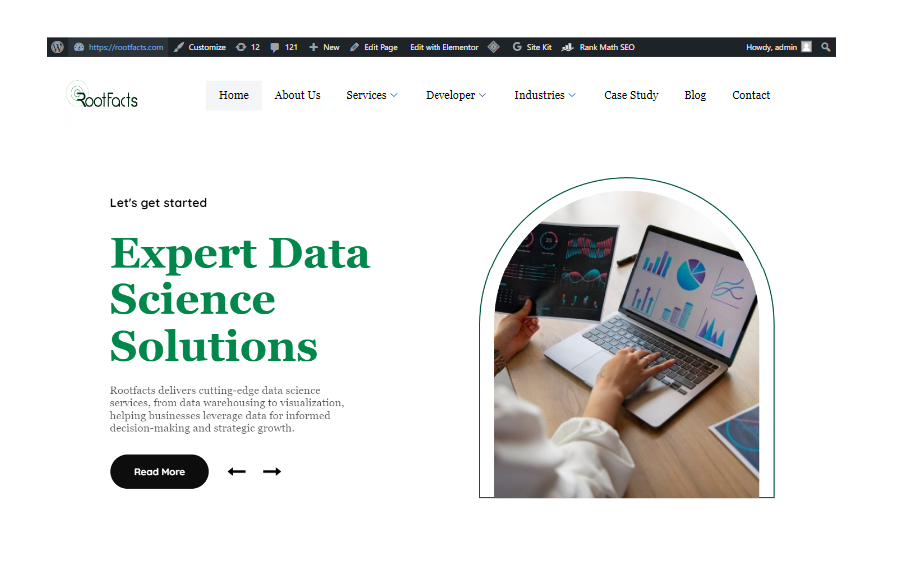 https://rootfacts.com Customize 12 121 New Edit Page Edit with Elementor Site Kit Rank Math SEO Howdy, admin
RootFacts Home About Us Services Developer Industries Case Study Blog Contact
Let's get started
Expert Data
Science
Solutions
Rootfacts delivers cutting-edge data science
services, from data warehousing to visualization,
helping businesses leverage data for informed
decision-making and strategic growth.
Read More